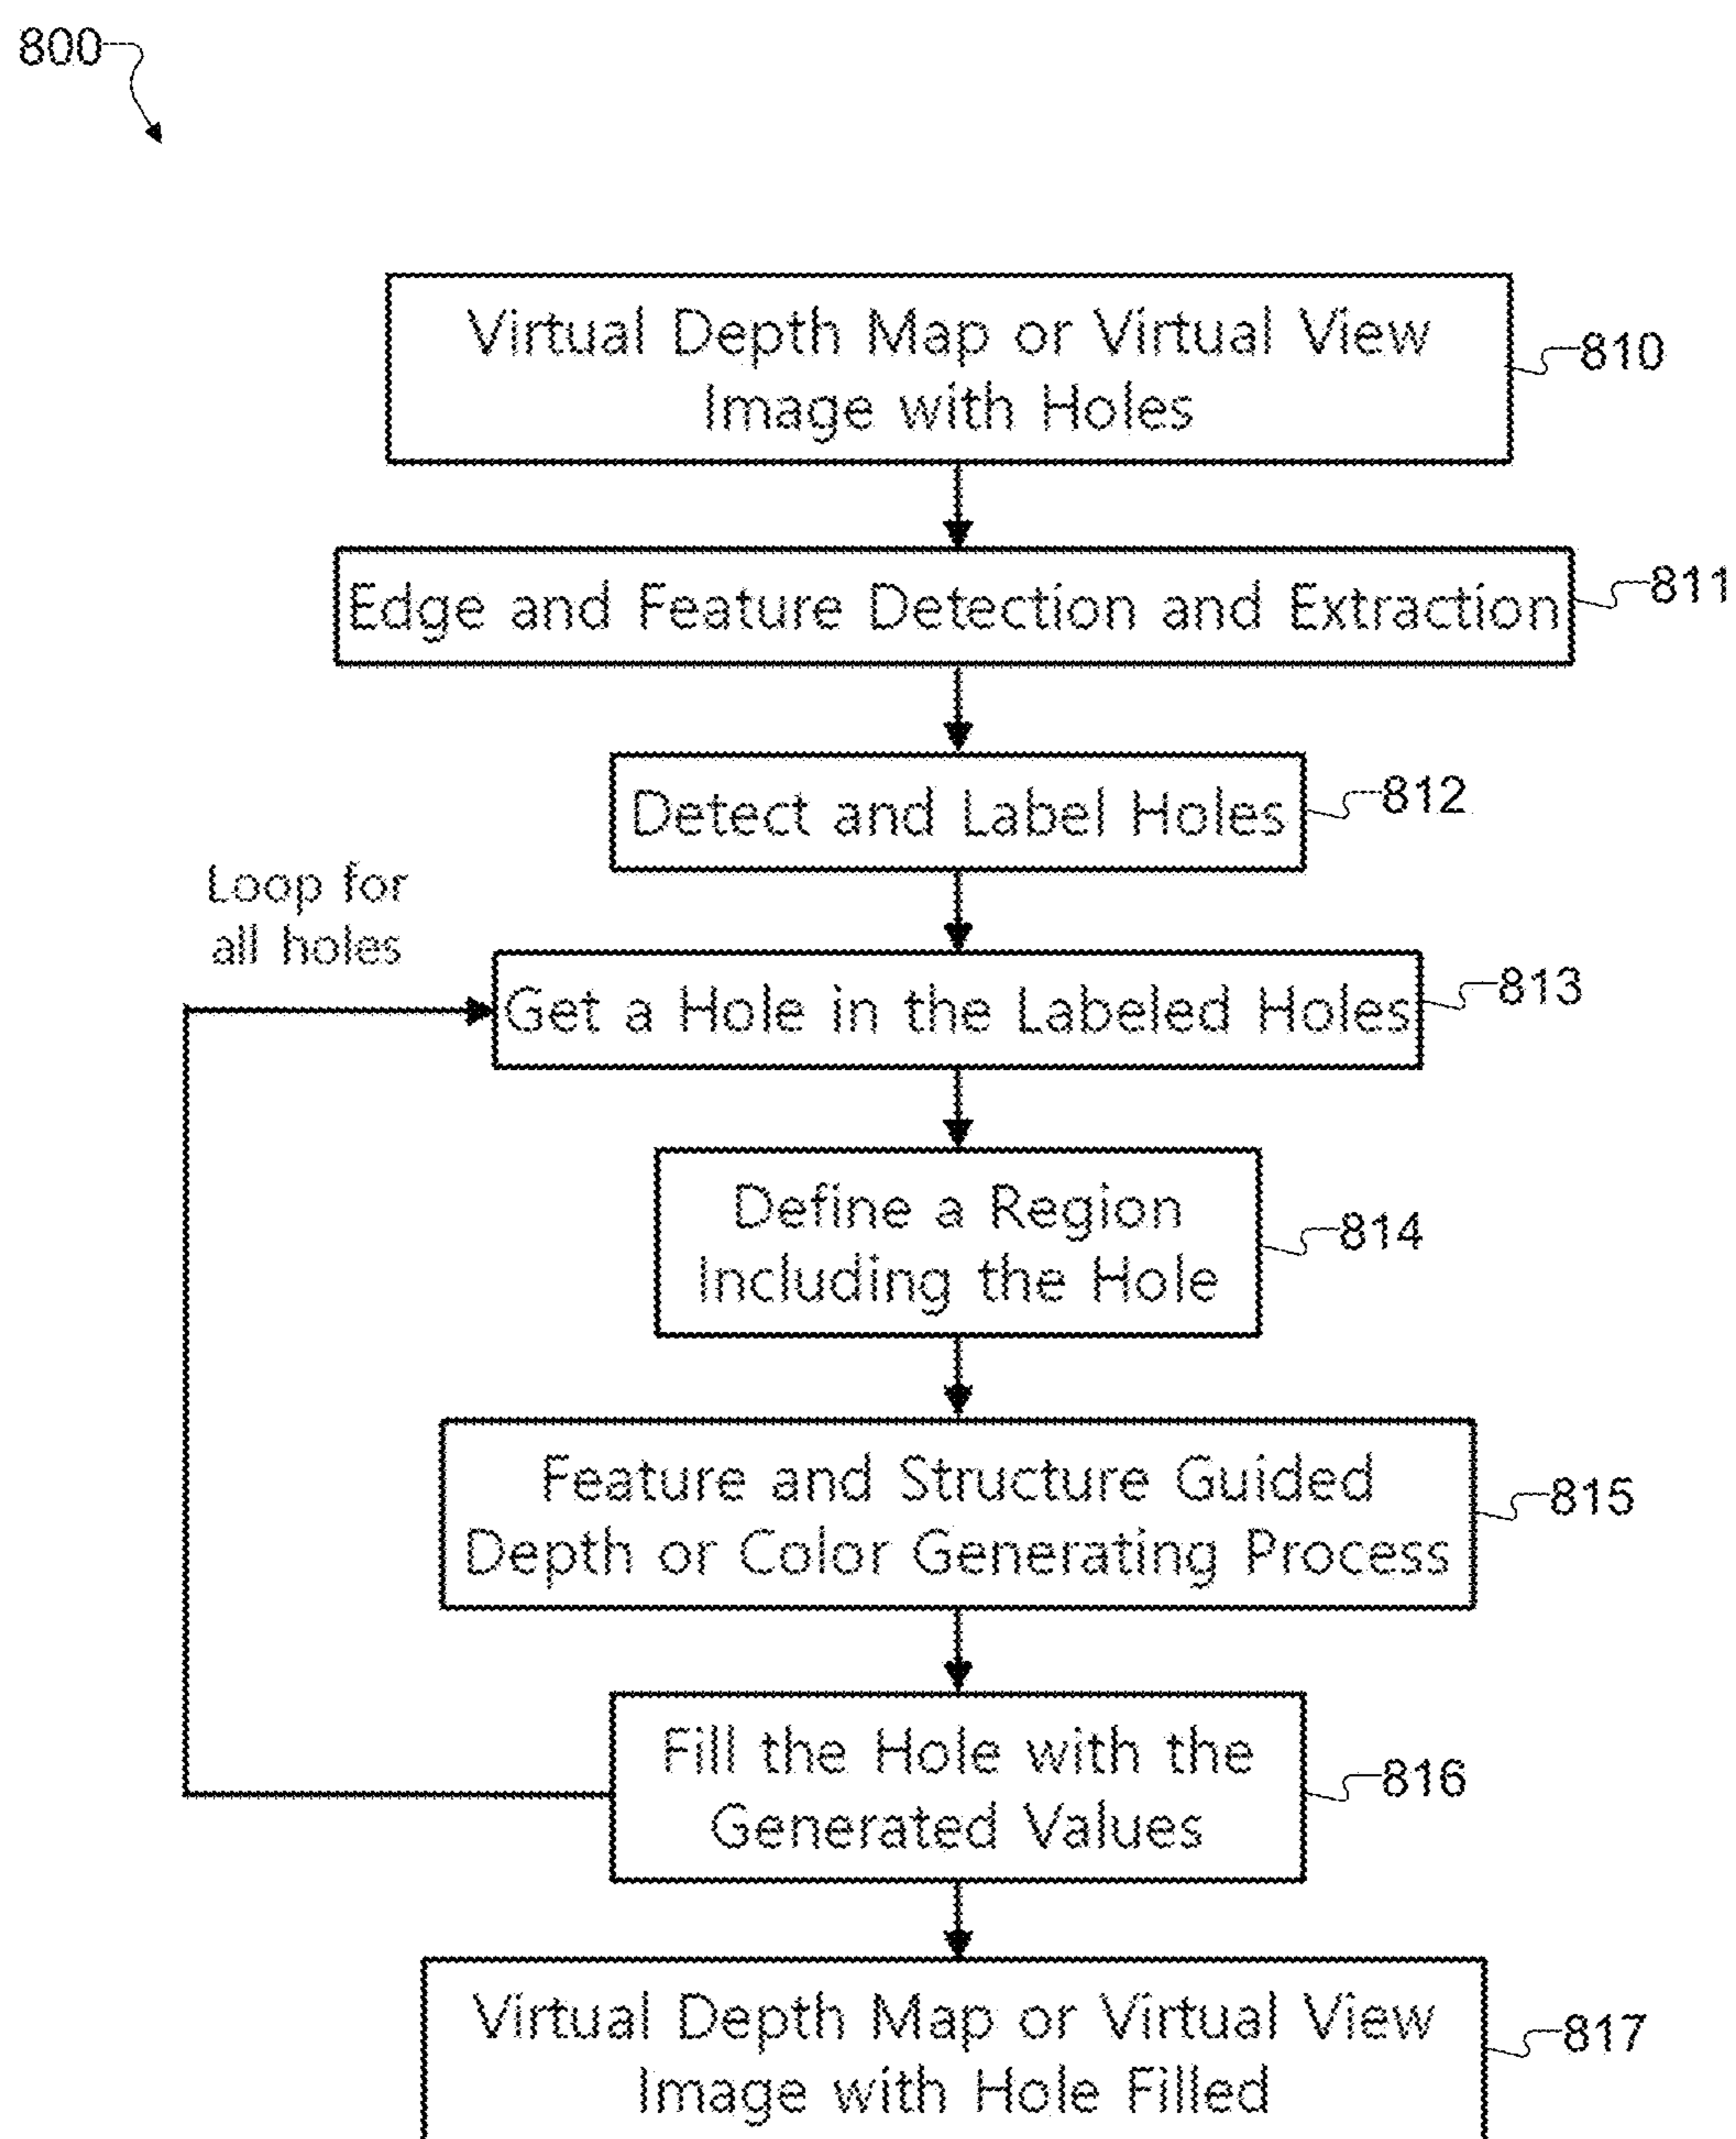 800
Virtual Depth Map or Virtual View
Image with Holes
810
Edge and Feature Detection and Extraction
811
Detect and Label Holes
812
Loop for
all holes
Get a Hole in the Labeled Holes
813
Define a Region
Including the Hole
814
Feature and Structure Guided
Depth or Color Generating Process
815
Fill the Hole with the
Generated Values
816
Virtual Depth Map or Virtual View
Image with Hole Filled
817